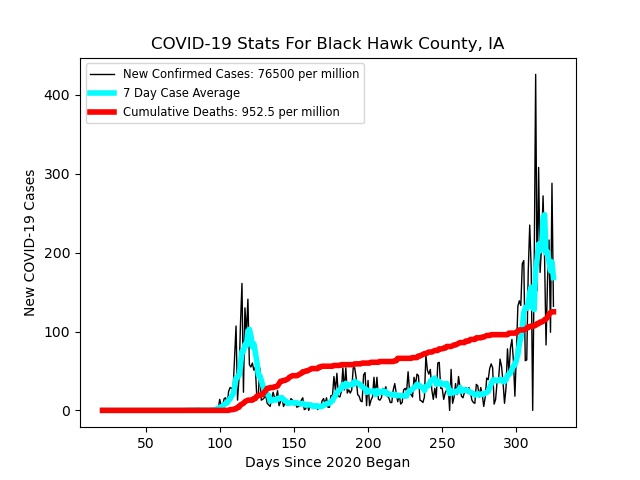 COVID-19 Stats For Black Hawk County, IA
New Confirmed Cases: 76500 per million
7 Day Case Average
Cumulative Deaths: 952.5 per million
New COVID-19 Cases
400
300
200
100
0
50 100 150 200 250 300
Days Since 2020 Began